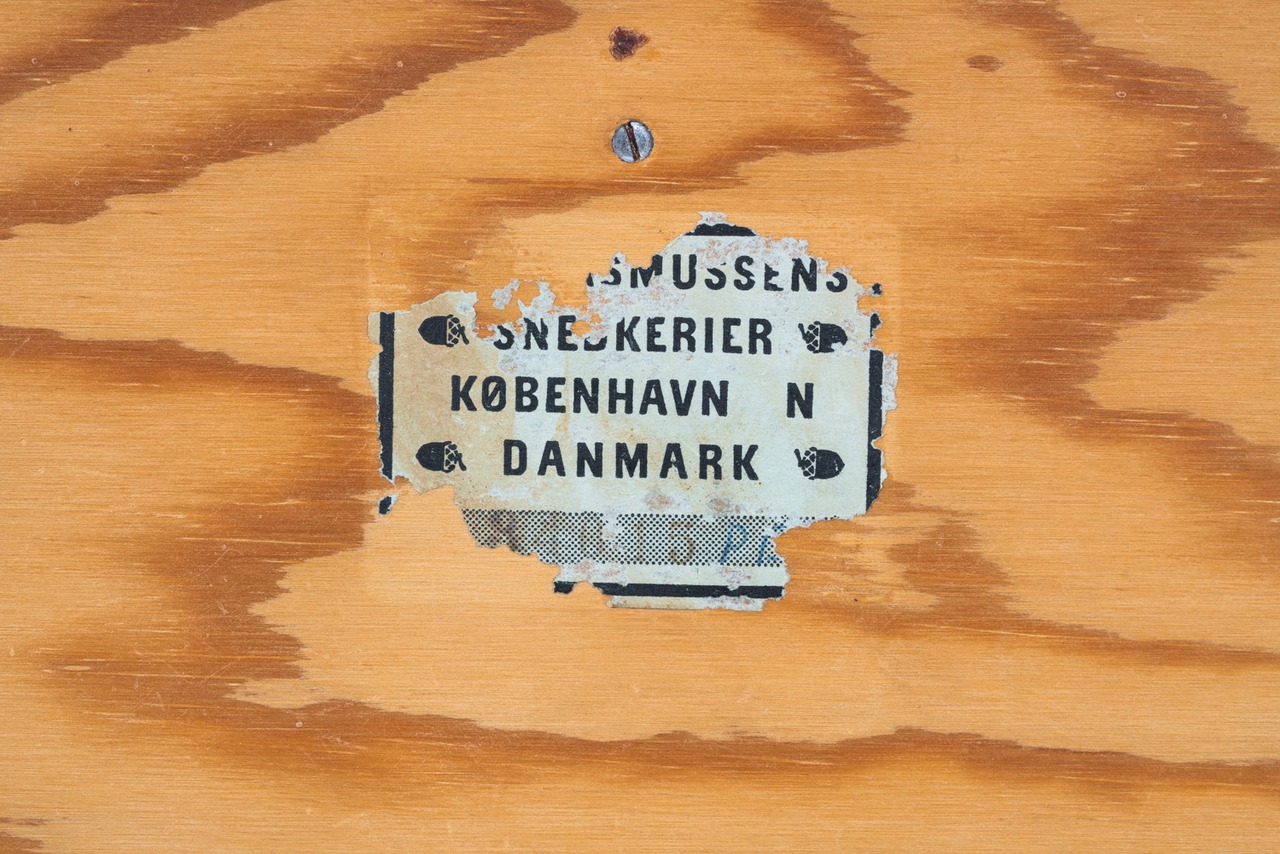 SMUSSENS
SNEDKERIER
KØBENHAVN N
DANMARK